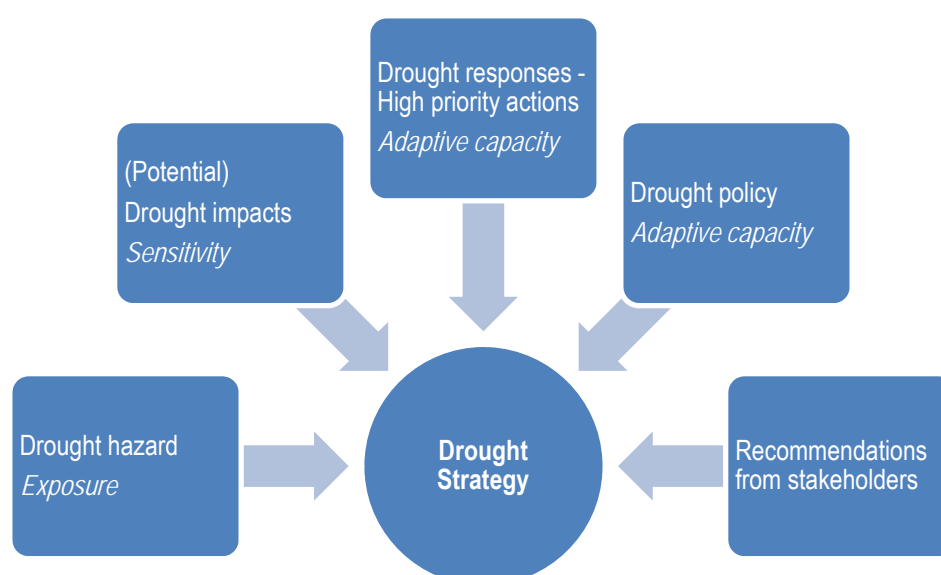 Drought responses -
High priority actions
Adaptive capacity
(Potential)
Drought impacts
Sensitivity
Drought policy
Adaptive capacity
Drought hazard
Exposure
Drought
Strategy
Recommendations
from stakeholders